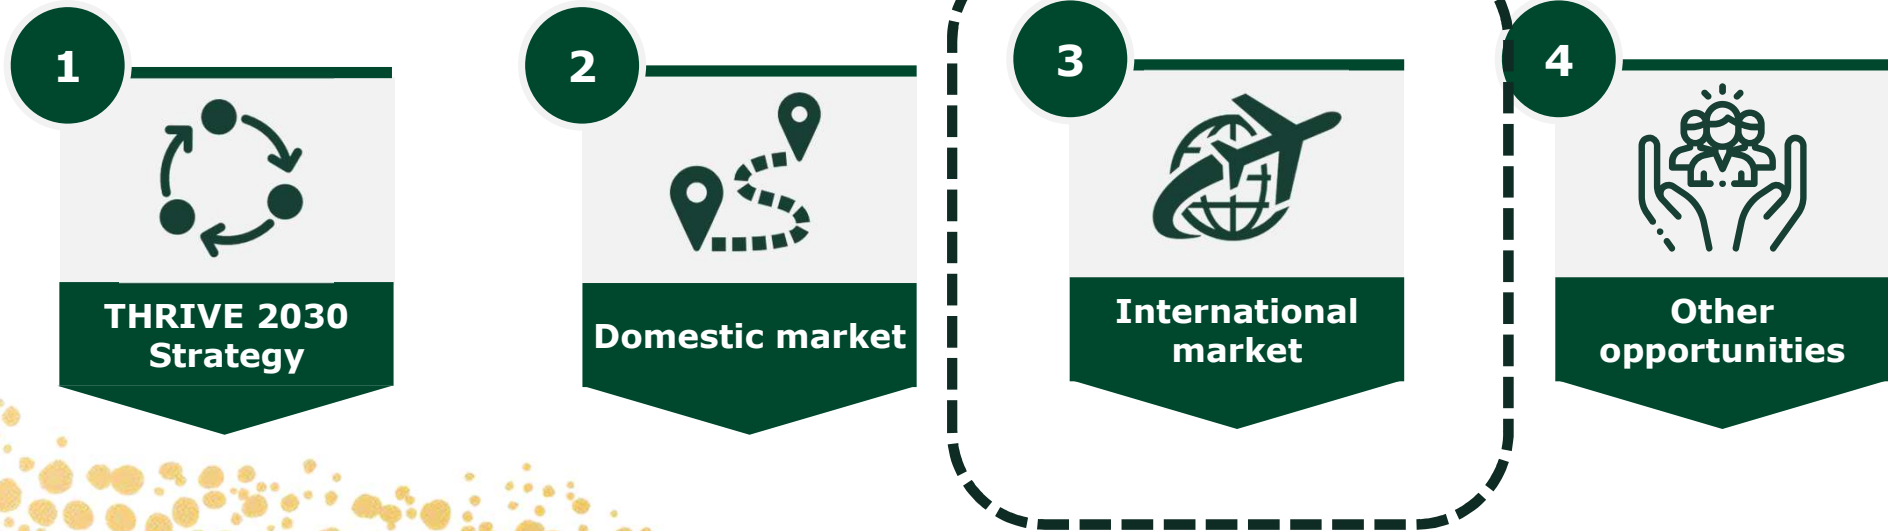 1
THRIVE 2030
Strategy
2
Domestic market
3
International
market
4
Other
opportunities